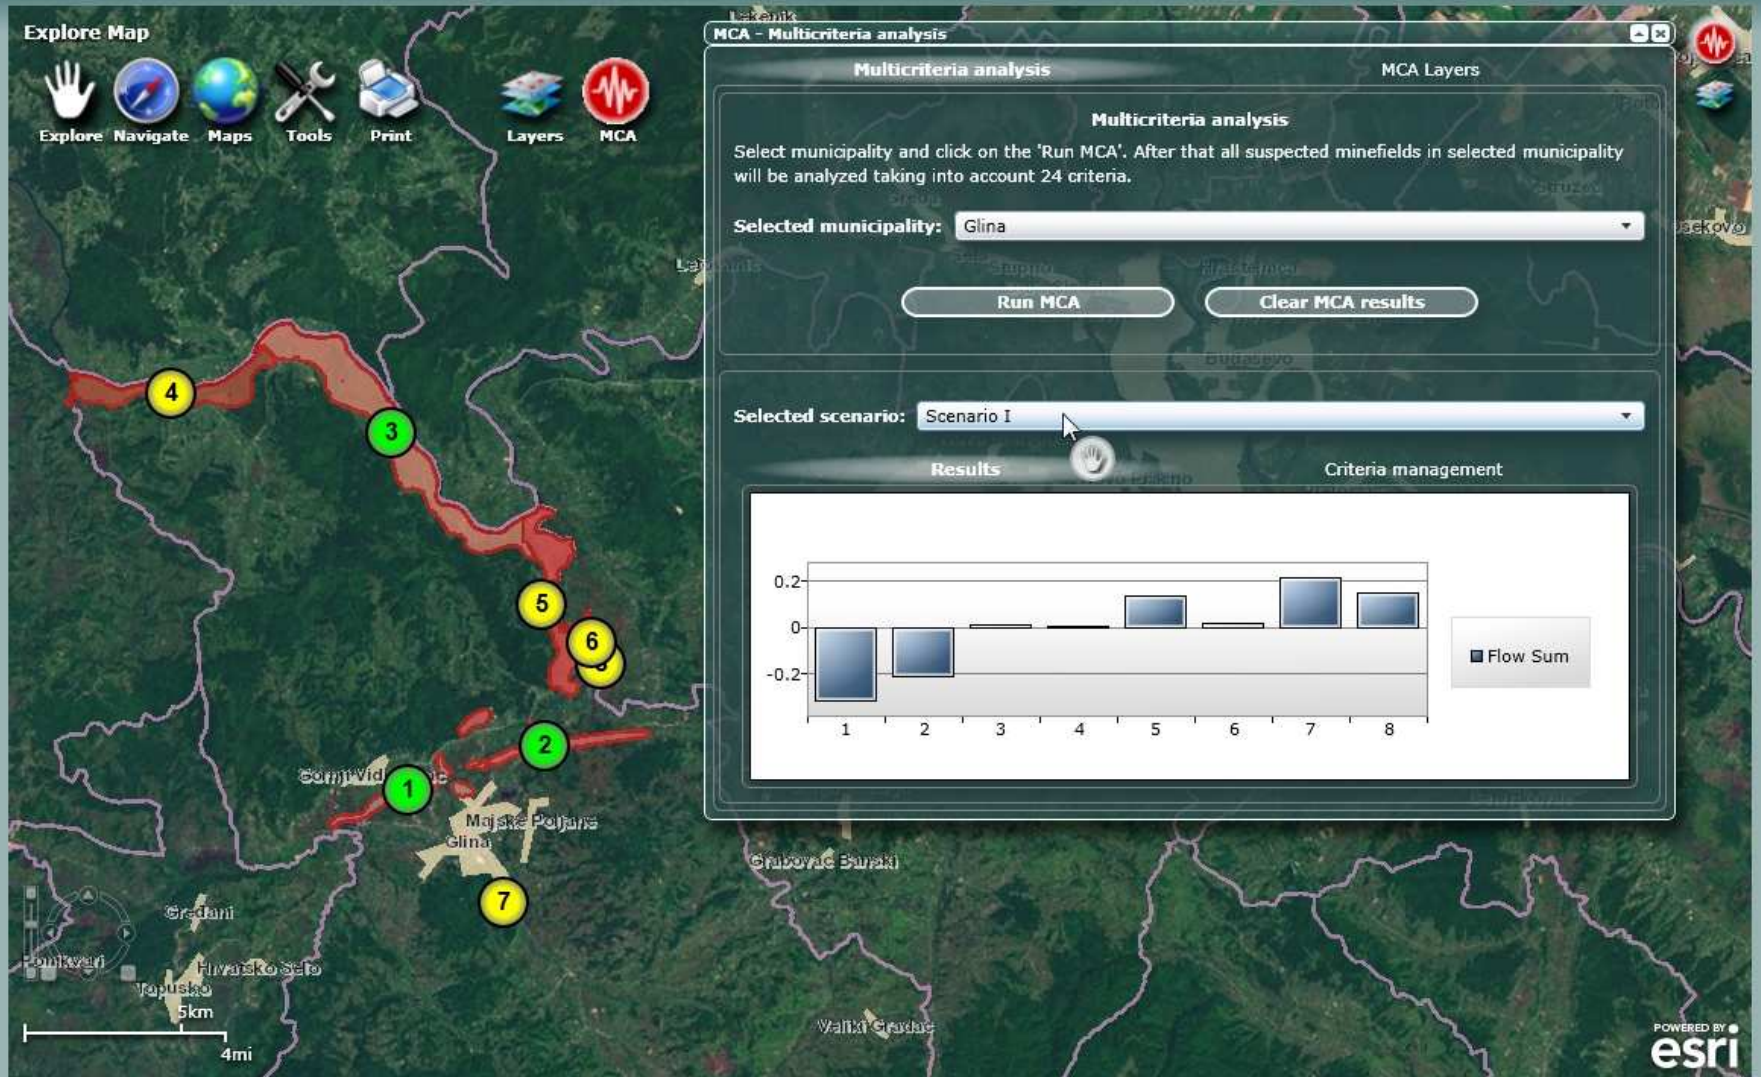 Explore Map
Explore Navigate Maps Tools Print Layers MCA
MCA - Multicriteria analysis
Multicriteria analysis MCA Layers
Multicriteria analysis
Select municipality and click on the 'Run MCA'. After that all suspected minefields in selected municipality
will be analyzed taking into account 24 criteria.
Selected municipality: Glina
Run MCA Clear MCA results
Selected scenario: Scenario I
Results Criteria management
0.2
0
-0.2
1 2 3 4 5 6 7 8
Flow Sum
Lekenik
Budasevo
4
3
5
6
2
1
7
Gornji
Majske Poljane
Glina
Grabovac Banski
Gredani
Hrvatsko Selo
Topusko
Veliki Gradac
5km
4mi
POWERED BY
esri